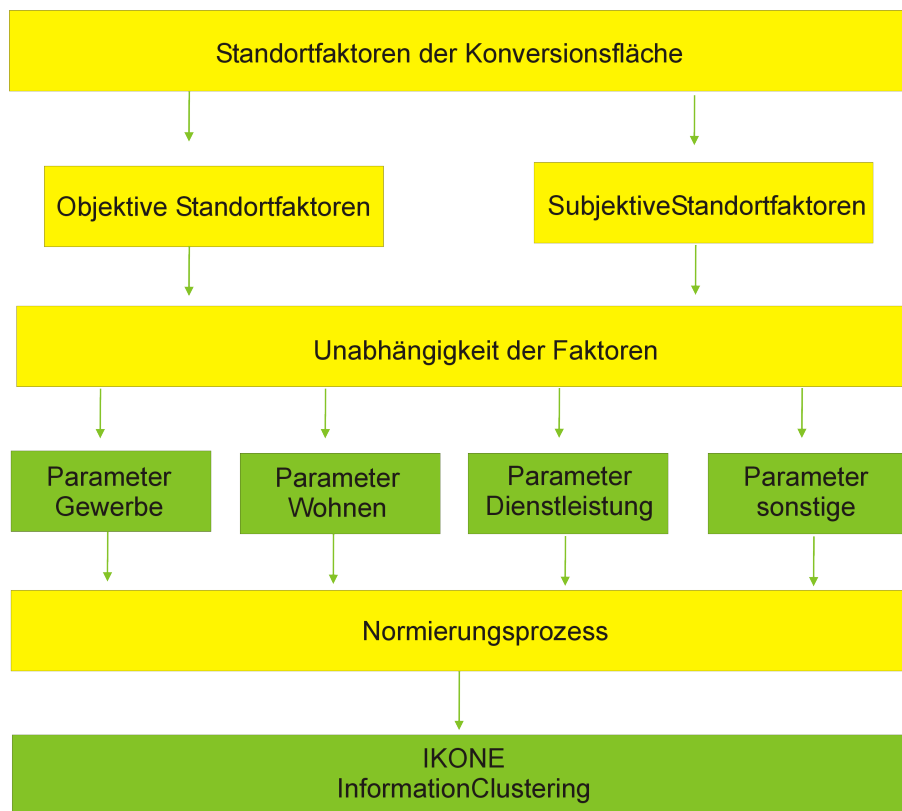 Standortfaktoren der Konversionsfläche
Objektive Standortfaktoren
SubjektiveStandortfaktoren
Unabhängigkeit der Faktoren
Parameter
Gewerbe
Parameter
Wohnen
Parameter
Dienstleistung
Parameter
sonstige
Normierungsprozess
IKONE
InformationClustering